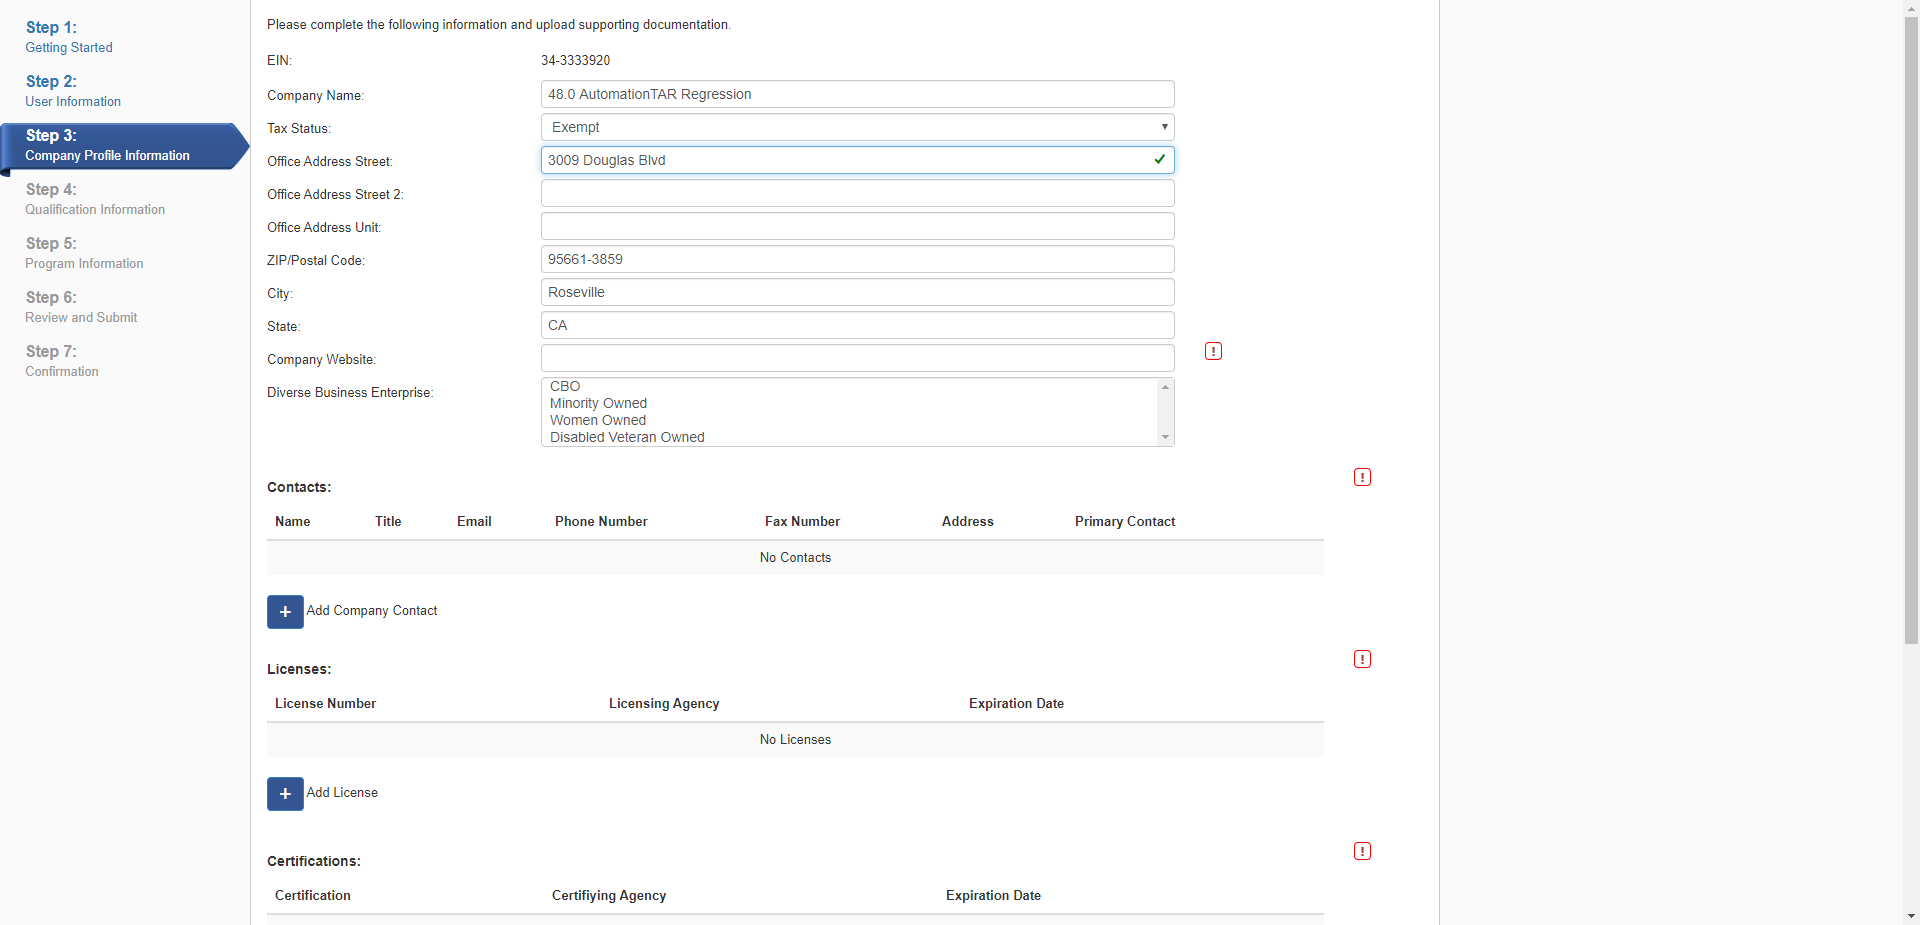 Step 1:
Getting Started
Step 2:
User Information
Step 3:
Company Profile Information
Step 4:
Qualification Information
Step 5:
Program Information
Step 6:
Review and Submit
Step 7:
Confirmation
Please complete the following information and upload supporting documentation.
EIN: 34-3333920
Company Name: 48.0 AutomationTAR Regression
Tax Status: Exempt
Office Address Street: 3009 Douglas Blvd
Office Address Street 2:
Office Address Unit:
ZIP/Postal Code: 95661-3859
City: Roseville
State: CA
Company Website: !
Diverse Business Enterprise: CBO
Minority Owned
Women Owned
Disabled Veteran Owned
Contacts: !
Name Title Email Phone Number Fax Number Address Primary Contact
No Contacts
+ Add Company Contact
Licenses: !
License Number Licensing Agency Expiration Date
No Licenses
+ Add License
Certifications: !
Certification Certifiying Agency Expiration Date